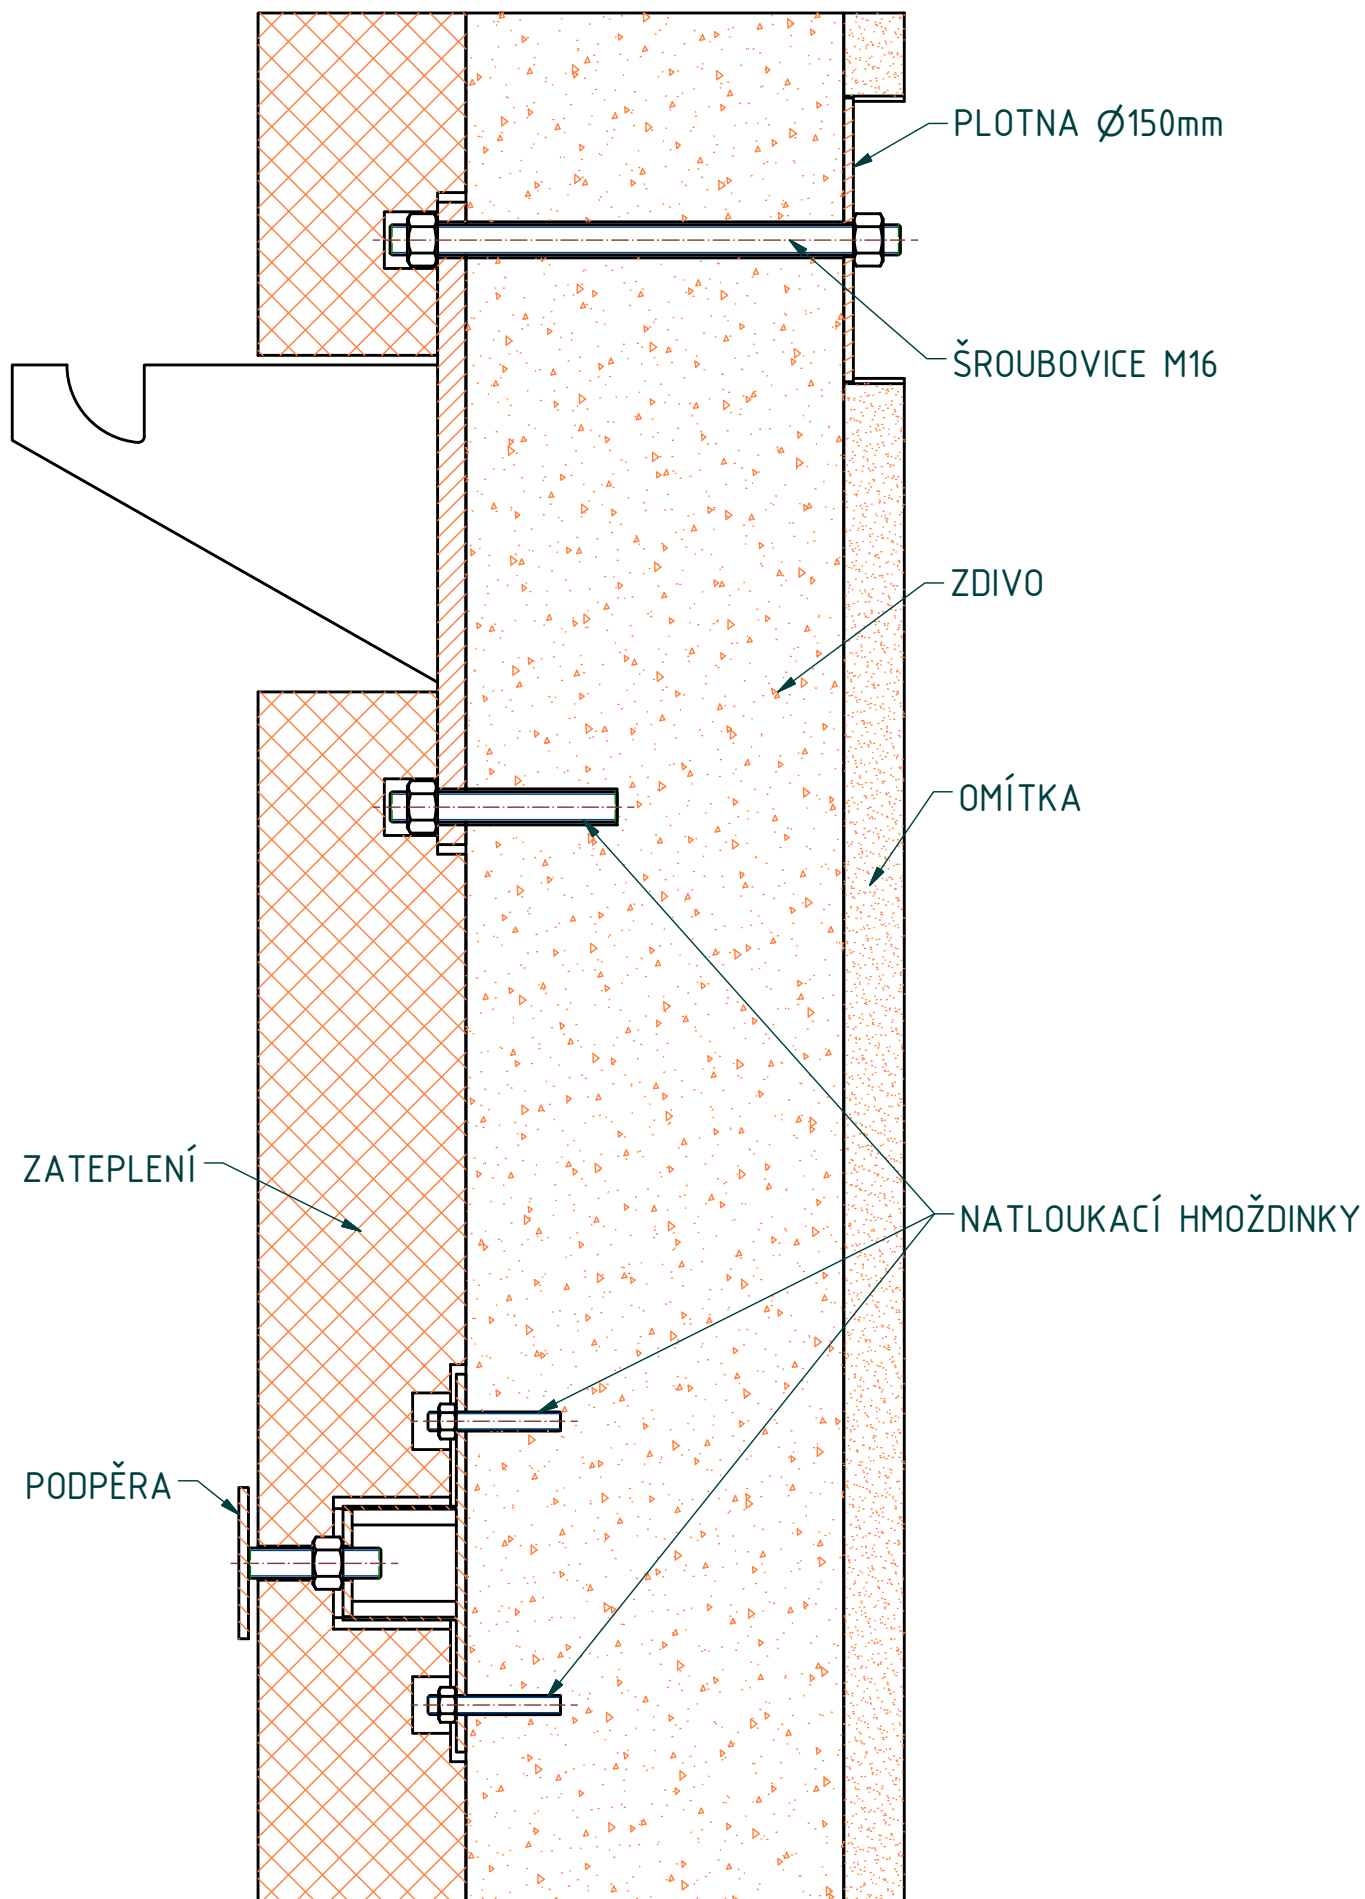 PLOTNA Ø150mm
ŠROUBOVICE M16
ZDIVO
OMÍTKA
ZATEPLENÍ
NATLOUKACÍ HMOŽDINKY
PODPĚRA